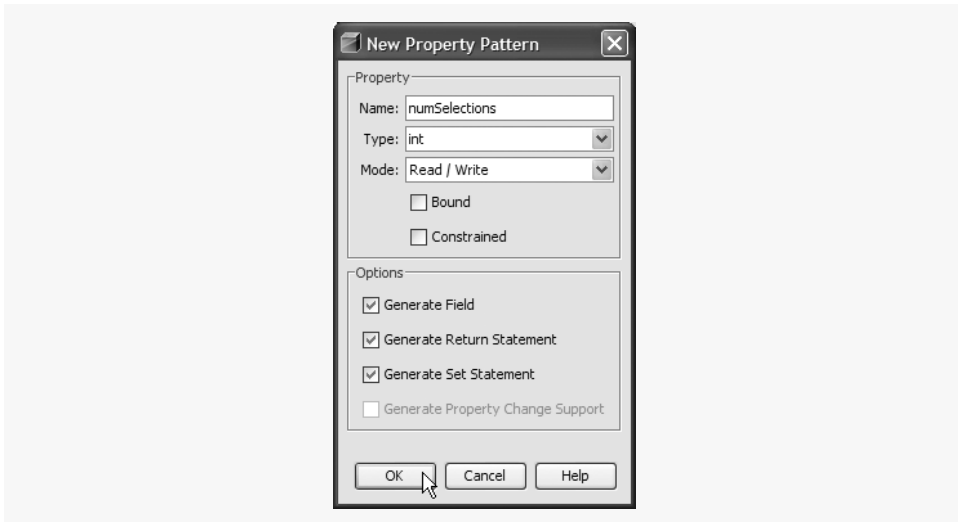 New Property Pattern
Property
Name: numSelections
Type: int
Mode: Read / Write
Bound
Constrained
Options
Generate Field
Generate Return Statement
Generate Set Statement
Generate Property Change Support
OK Cancel Help